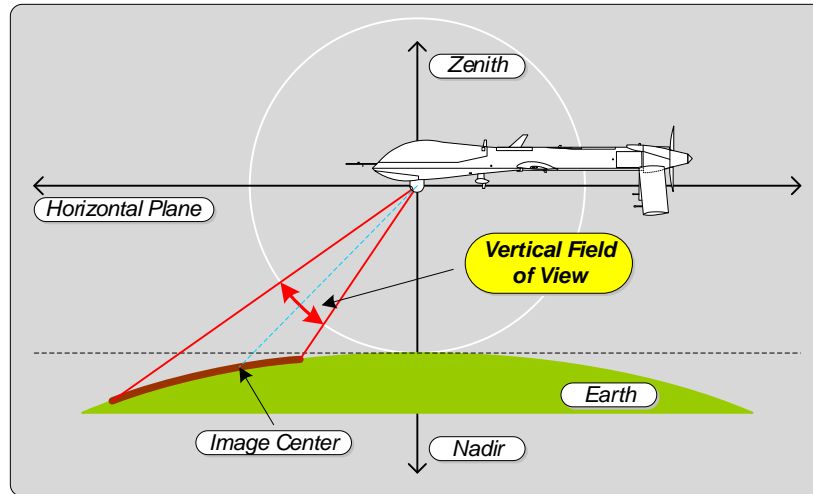 Zenith
Horizontal Plane
Vertical Field
of View
Earth
Image Center
Nadir